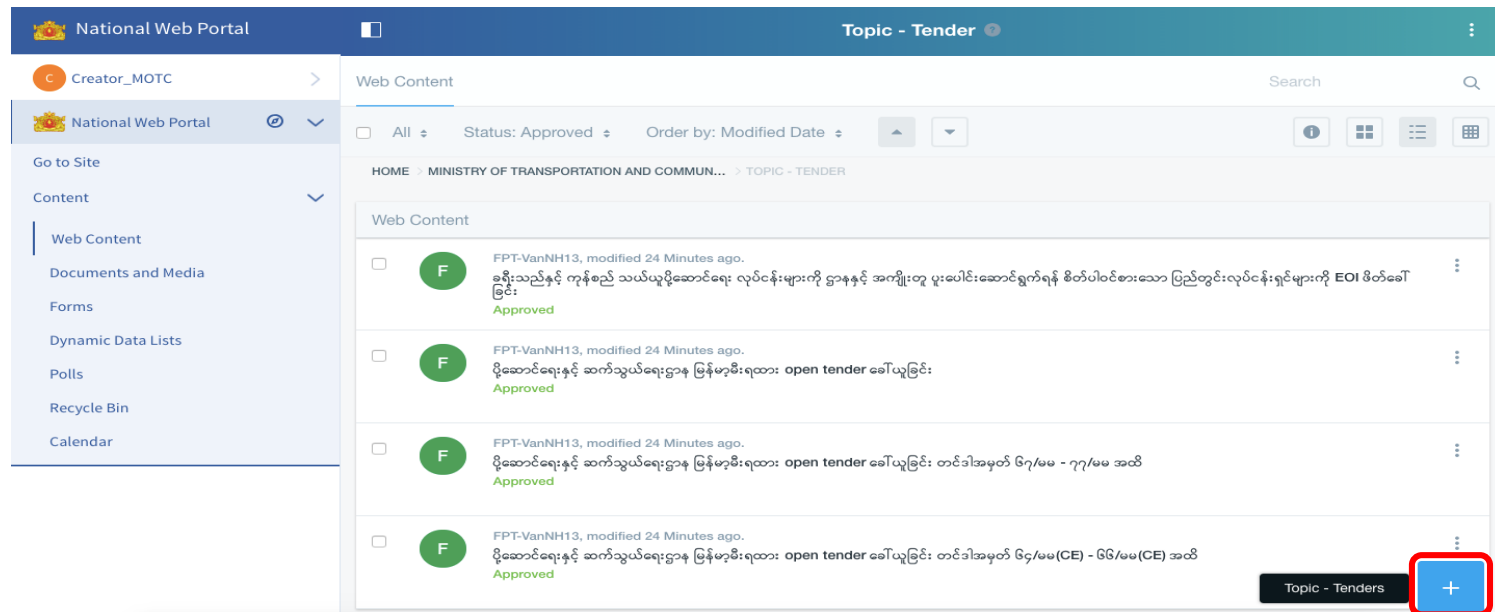 National Web Portal
Topic - Tender
C Creator_MOTC
Web Content
Search
National Web Portal
All
Status: Approved
Order by: Modified Date
Go to Site
HOME > MINISTRY OF TRANSPORTATION AND COMMUN... > TOPIC - TENDER
Content
Web Content
Web Content
Documents and Media
Forms
Dynamic Data Lists
Polls
Recycle Bin
Calendar
F
FPT-VanNH13, modified 24 Minutes ago.
ခရီးသည်နှင့် ကုန်စည် သယ်ယူပို့ဆောင်ရေး လုပ်ငန်းများကို ဌာနနှင့် အကျိုးတူ ပူးပေါင်းဆောင်ရွက်ရန် စိတ်ပါဝင်စားသော ပြည်တွင်းလုပ်ငန်းရှင်များကို EOI ဖိတ်ခေါ်
ခြင်း
Approved
F
FPT-VanNH13, modified 24 Minutes ago.
ပို့ဆောင်ရေးနှင့် ဆက်သွယ်ရေးဌာန မြန်မာ့မီးရထား open tender ခေါ်ယူခြင်း
Approved
F
FPT-VanNH13, modified 24 Minutes ago.
ပို့ဆောင်ရေးနှင့် ဆက်သွယ်ရေးဌာန မြန်မာ့မီးရထား open tender ခေါ်ယူခြင်း တင်ဒါအမှတ် ၆၇/မမ - ၇၇/မမ အထိ
Approved
F
FPT-VanNH13, modified 24 Minutes ago.
ပို့ဆောင်ရေးနှင့် ဆက်သွယ်ရေးဌာန မြန်မာ့မီးရထား open tender ခေါ်ယူခြင်း တင်ဒါအမှတ် ၆၄/မမ(CE) - ၆၆/မမ(CE) အထိ
Approved
Topic - Tenders
+